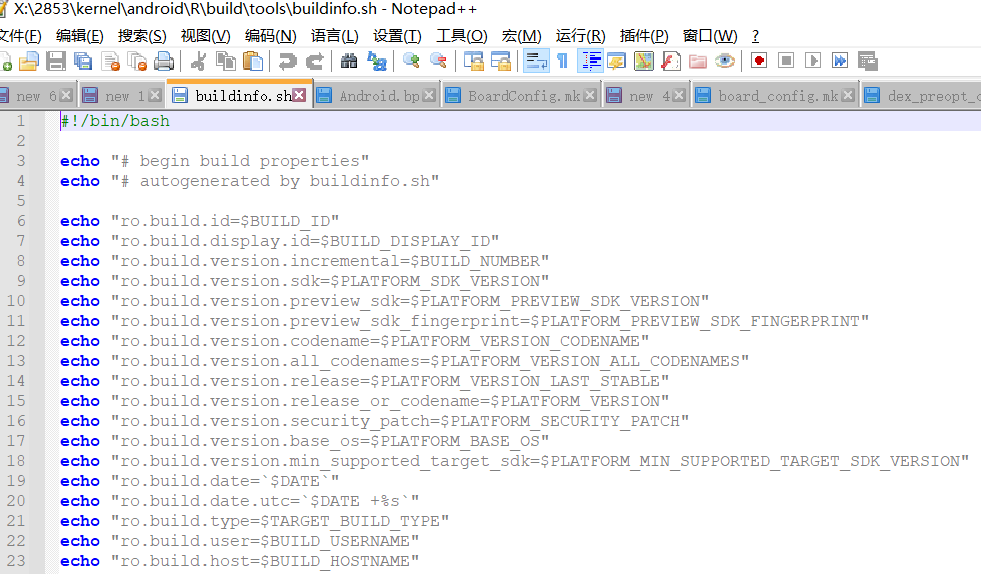 X:\2853\kernel\android\R\build\tools\buildinfo.sh - Notepad++
文件(F) 编辑(E) 搜索(S) 视图(V) 编码(N) 语言(L) 设置(T) 工具(O) 宏(M) 运行(R) 插件(P) 窗口(W) ?
new 6 new 1 buildinfo.sh Android.bp BoardConfig.mk new 4 board_config.mk dex_preopt_c
1 #!/bin/bash
2
3 echo "# begin build properties"
4 echo "# autogenerated by buildinfo.sh"
5
6 echo "ro.build.id=$BUILD_ID"
7 echo "ro.build.display.id=$BUILD_DISPLAY_ID"
8 echo "ro.build.version.incremental=$BUILD_NUMBER"
9 echo "ro.build.version.sdk=$PLATFORM_SDK_VERSION"
10 echo "ro.build.version.preview_sdk=$PLATFORM_PREVIEW_SDK_VERSION"
11 echo "ro.build.version.preview_sdk_fingerprint=$PLATFORM_PREVIEW_SDK_FINGERPRINT"
12 echo "ro.build.version.codename=$PLATFORM_VERSION_CODENAME"
13 echo "ro.build.version.all_codenames=$PLATFORM_VERSION_ALL_CODENAMES"
14 echo "ro.build.version.release=$PLATFORM_VERSION_LAST_STABLE"
15 echo "ro.build.version.release_or_codename=$PLATFORM_VERSION"
16 echo "ro.build.version.security_patch=$PLATFORM_SECURITY_PATCH"
17 echo "ro.build.version.base_os=$PLATFORM_BASE_OS"
18 echo "ro.build.version.min_supported_target_sdk=$PLATFORM_MIN_SUPPORTED_TARGET_SDK_VERSION"
19 echo "ro.build.date=`$DATE`"
20 echo "ro.build.date.utc=`$DATE +%s`"
21 echo "ro.build.type=$TARGET_BUILD_TYPE"
22 echo "ro.build.user=$BUILD_USERNAME"
23 echo "ro.build.host=$BUILD_HOSTNAME"